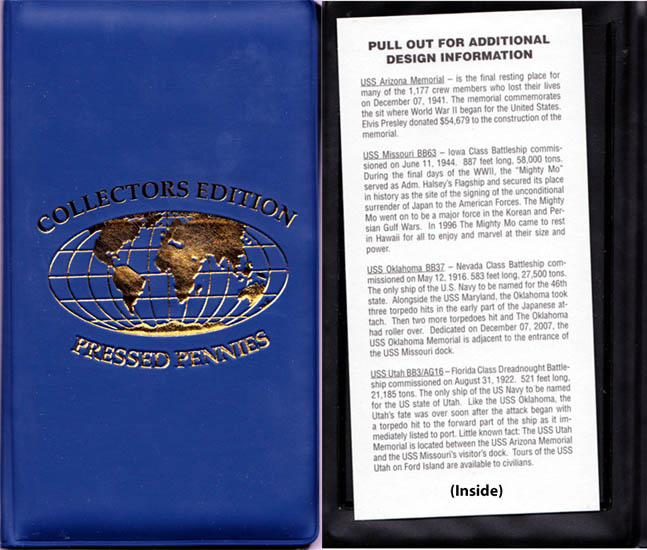 COLLECTORS EDITION
PRESSED PENNIES
PULL OUT FOR ADDITIONAL
DESIGN INFORMATION
USS Arizona Memorial – is the final resting place for
many of the 1,177 crew members who lost their lives
on December 07, 1941. The memorial commemorates
the sit where World War II began for the United States.
Elvis Presley donated $54,679 to the construction of the
memorial.
USS Missouri BB63 – Iowa Class Battleship commis-
sioned on June 11, 1944. 887 feet long, 58,000 tons.
During the final days of the WWII, the "Mighty Mo"
served as Adm. Halsey's Flagship and secured its place
in history as the site of the signing of the unconditional
surrender of Japan to the American Forces. The Mighty
Mo went on to be a major force in the Korean and Per-
sian Gulf Wars. In 1996 The Mighty Mo came to rest
in Hawaii for all to enjoy and marvel at their size and
power.
USS Oklahoma BB37 – Nevada Class Battleship com-
missioned on May 12, 1916. 583 feet long, 27,500 tons.
The only ship of the U.S. Navy to be named for the 46th
state. Alongside the USS Maryland, the Oklahoma took
three torpedo hits in the early part of the Japanese at-
tach. Then two more torpedoes hit and The Oklahoma
had roller over. Dedicated on December 07, 2007, the
USS Oklahoma Memorial is adjacent to the entrance of
the USS Missouri dock.
USS Utah BB3/AG16 – Florida Class Dreadnought Battle-
ship commissioned on August 31, 1922. 521 feet long,
21,185 tons. The only ship of the US Navy to be named
for the US state of Utah. Like the USS Oklahoma, the
Utah's fate was over soon after the attack began with
a torpedo hit to the forward part of the ship as it im-
mediately listed to port. Little known fact: The USS Utah
Memorial is located between the USS Arizona Memorial
and the USS Missouri's visitor's dock. Tours of the USS
Utah on Ford Island are available to civilians.
(Inside)